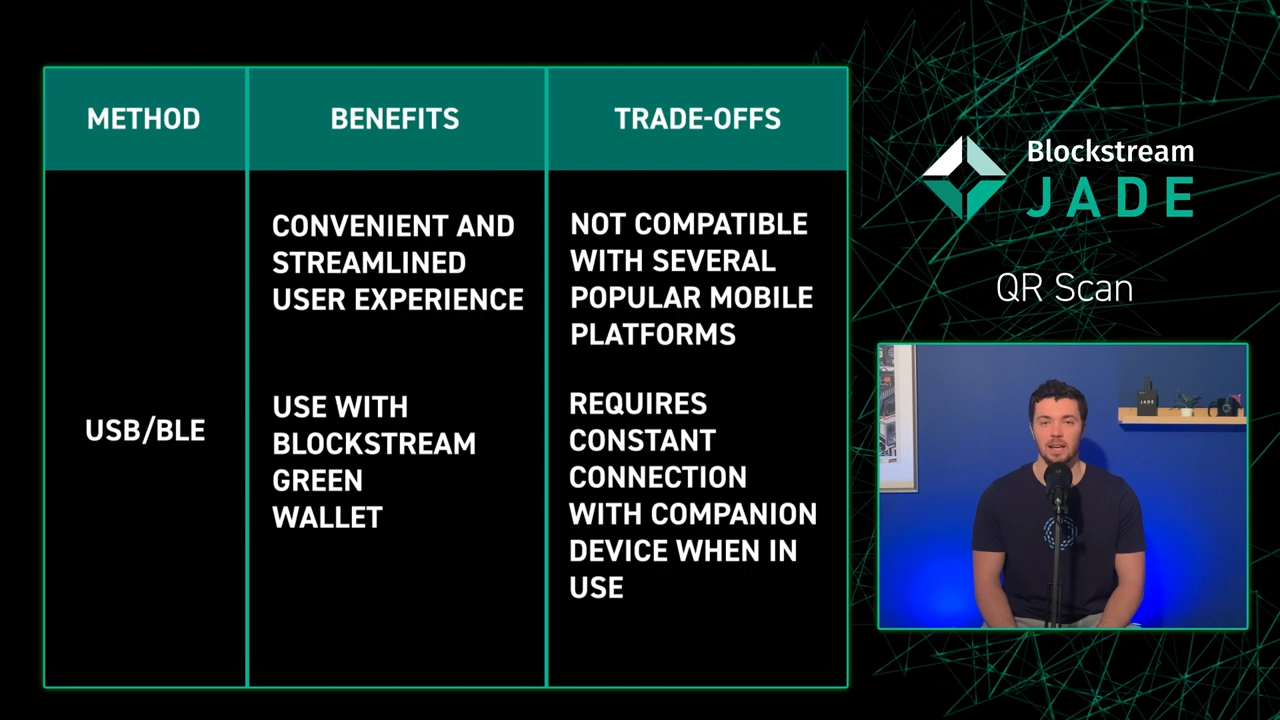 METHOD
BENEFITS
TRADE-OFFS
USB/BLE
CONVENIENT AND
STREAMLINED
USER EXPERIENCE
USE WITH
BLOCKSTREAM
GREEN
WALLET
NOT COMPATIBLE
WITH SEVERAL
POPULAR MOBILE
PLATFORMS
REQUIRES
CONSTANT
CONNECTION
WITH COMPANION
DEVICE WHEN IN
USE
Blockstream
JADE
QR Scan
JADE